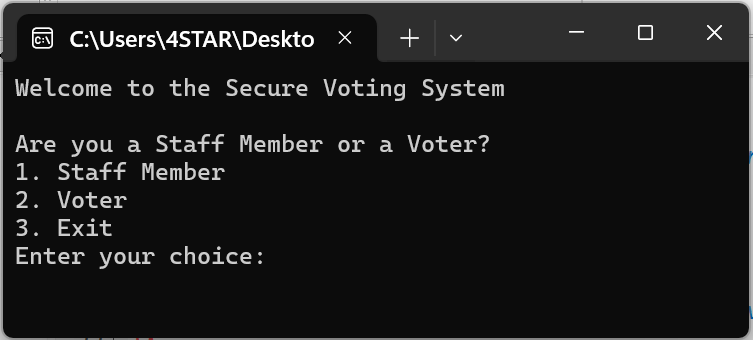 C:\Users\4STAR\Deskto
Welcome to the Secure Voting System
Are you a Staff Member or a Voter?
1. Staff Member
2. Voter
3. Exit
Enter your choice: